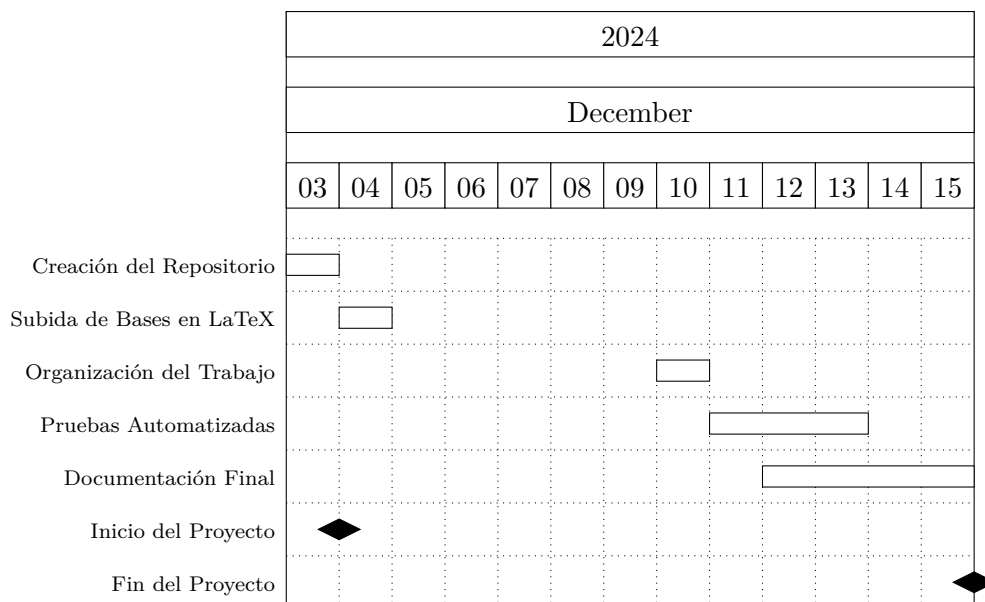 2024
December
03 04 05 06 07 08 09 10 11 12 13 14 15
Creación del Repositorio
Subida de Bases en LaTeX
Organización del Trabajo
Pruebas Automatizadas
Documentación Final
Inicio del Proyecto
Fin del Proyecto